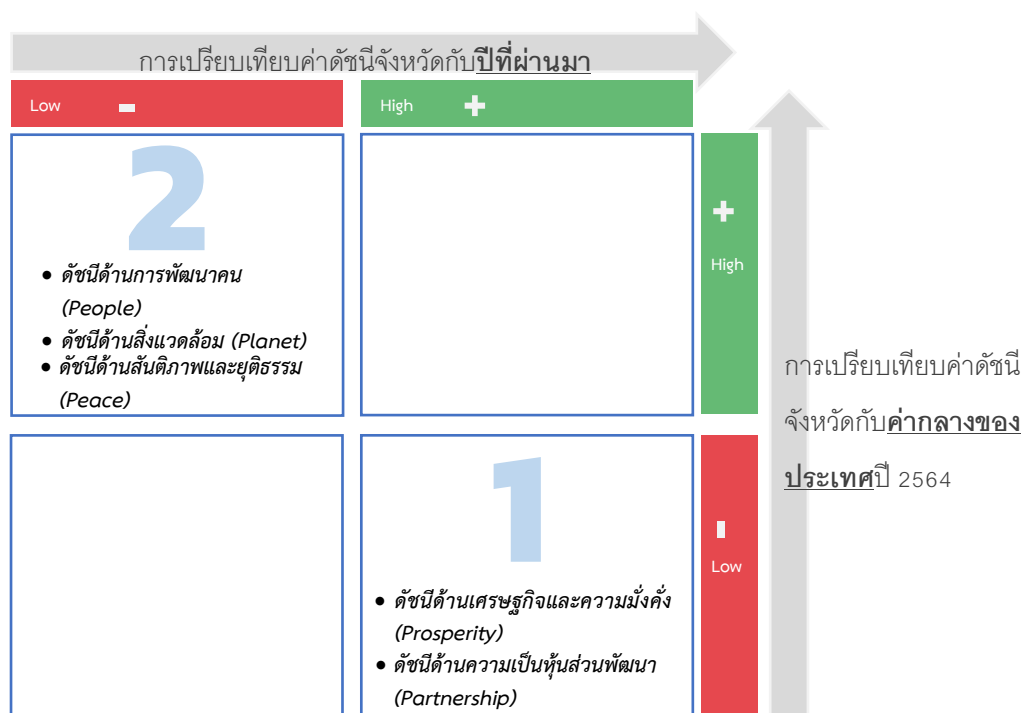 การเปรียบเทียบค่าดัชนีจังหวัดกับปีที่ผ่านมา
Low -
High +
2
• ดัชนีด้านการพัฒนาคน
(People)
• ดัชนีด้านสิ่งแวดล้อม (Planet)
• ดัชนีด้านสันติภาพและยุติธรรม
(Peace)
+
High
การเปรียบเทียบค่าดัชนี
จังหวัดกับค่ากลางของ
ประเทศปี 2564
1
• ดัชนีด้านเศรษฐกิจและความมั่งคั่ง
(Prosperity)
• ดัชนีด้านความเป็นหุ้นส่วนพัฒนา
(Partnership)
-
Low